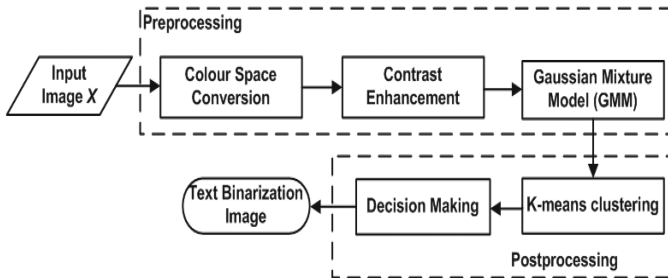 Preprocessing
Input
Image X
Colour Space
Conversion
Contrast
Enhancement
Gaussian Mixture
Model (GMM)
Text Binarization
Image
Decision Making
K-means clustering
Postprocessing